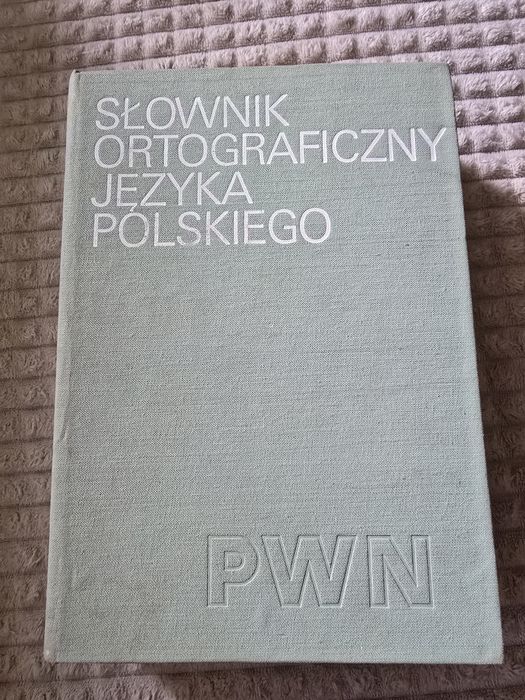 SŁOWNIK
ORTOGRAFICZNY
JĘZYKA
POLSKIEGO
PWN